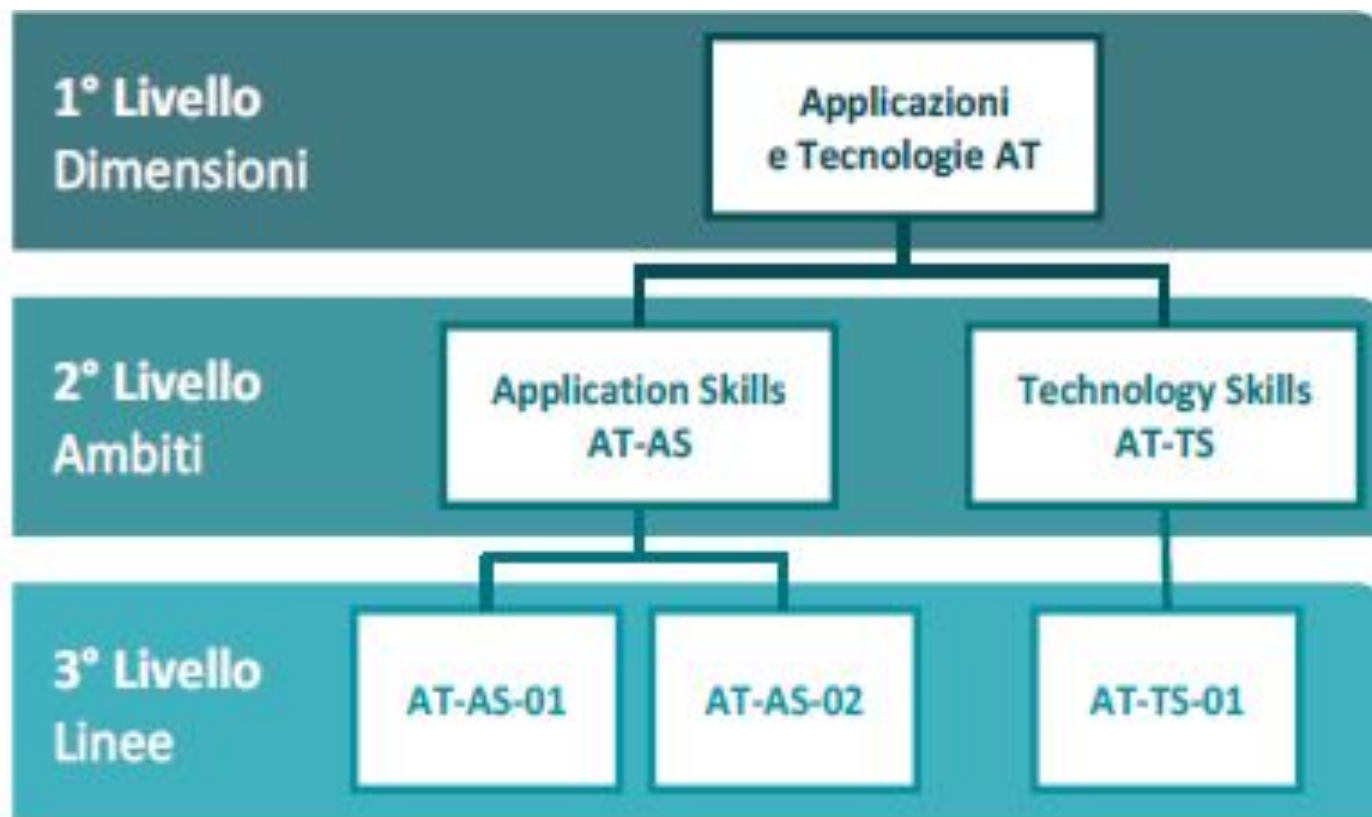 1° Livello
Dimensioni
Applicazioni
e Tecnologie AT
2° Livello
Ambiti
Application Skills
AT-AS
Technology Skills
AT-TS
3° Livello
Linee
AT-AS-01
AT-AS-02
AT-TS-01